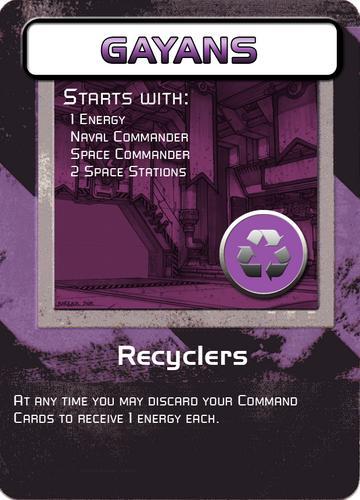 GAYANS
STARTS WITH:
1 ENERGY
NAVAL COMMANDER
SPACE COMMANDER
2 SPACE STATIONS
Recyclers
AT ANY TIME YOU MAY DISCARD YOUR COMMAND
CARDS TO RECEIVE 1 ENERGY EACH.